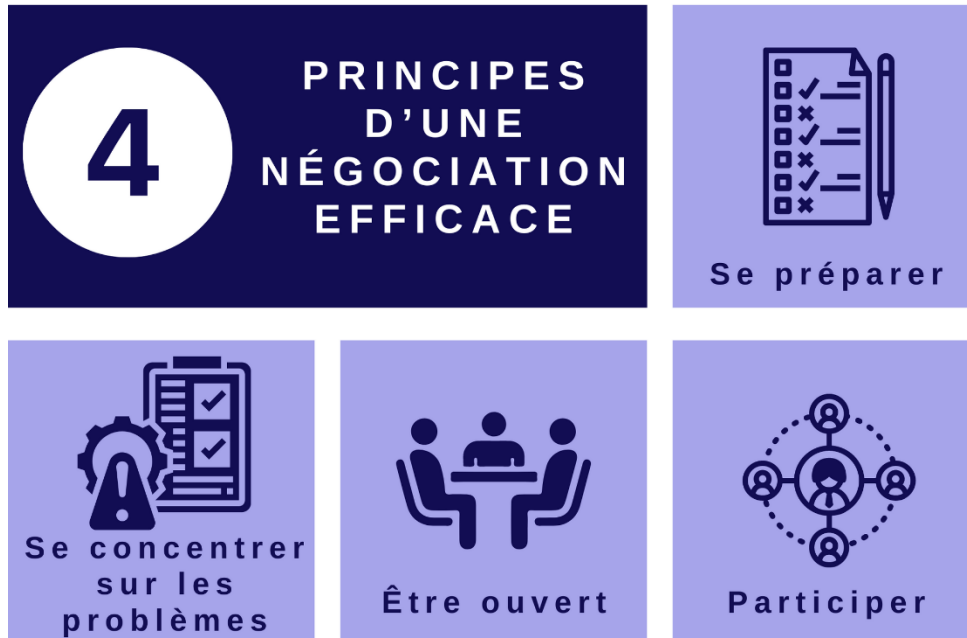 4
PRINCIPES
D'UNE
NÉGOCIATION
EFFICACE
Se préparer
Se concentrer
sur les
problèmes
Être ouvert
Participer